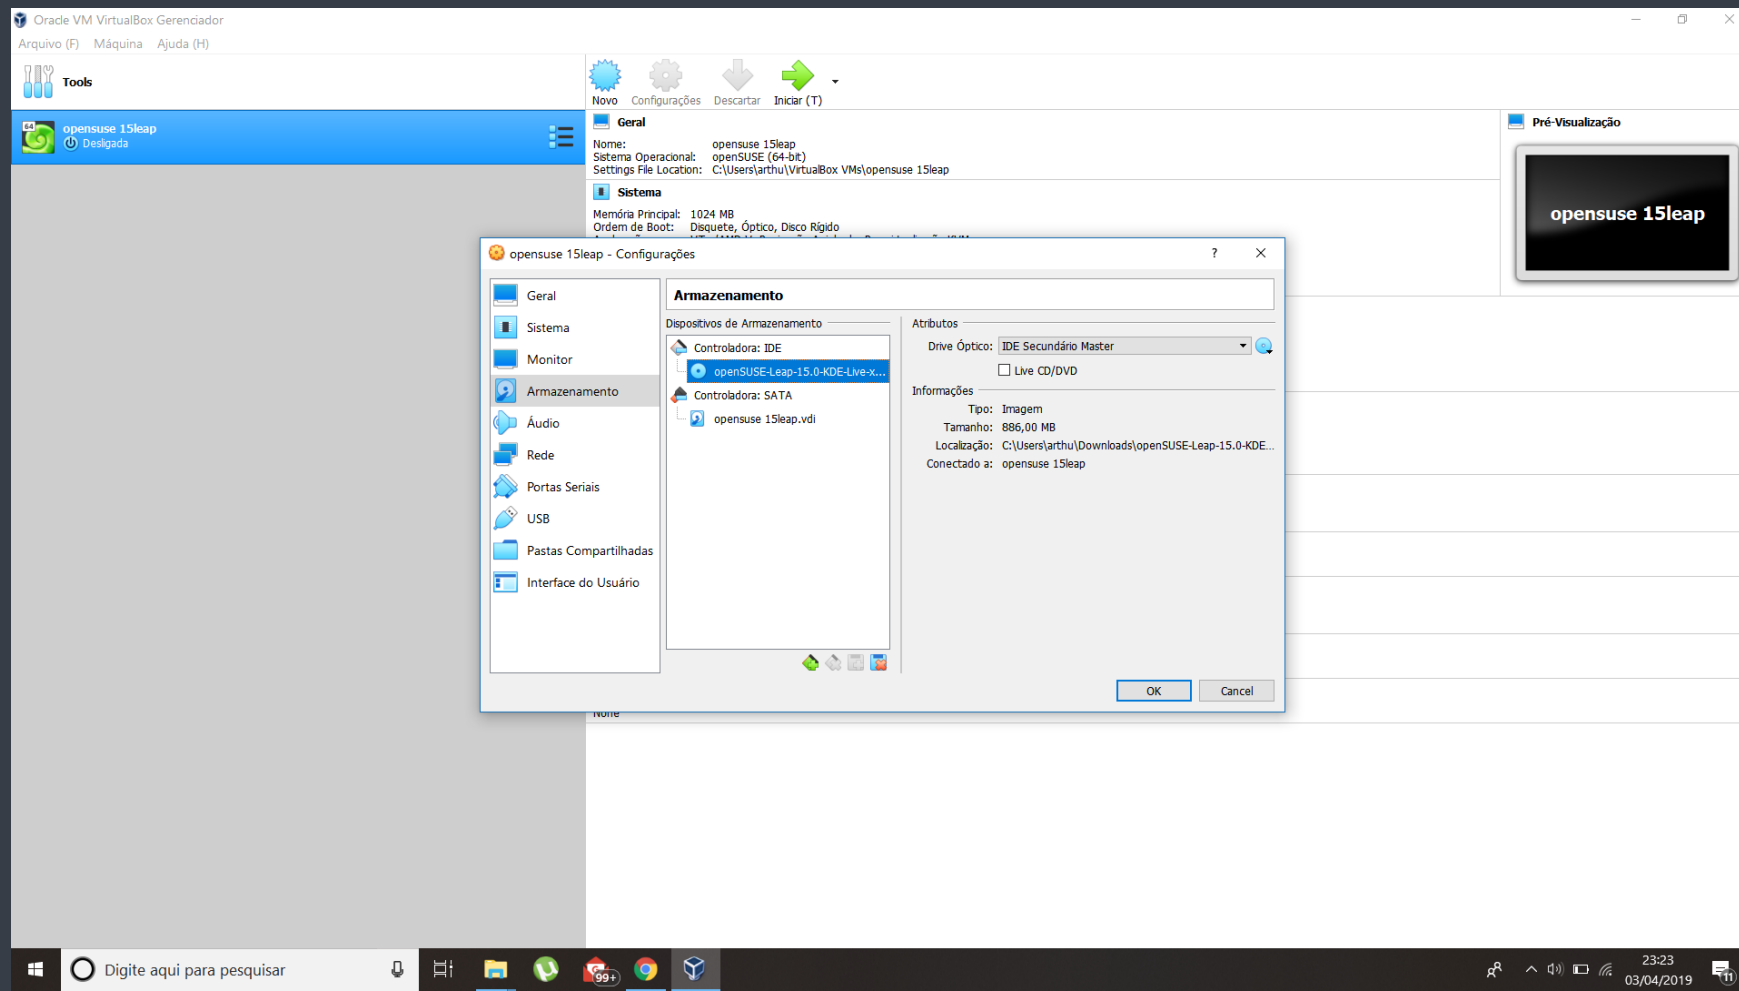 Oracle VM VirtualBox Gerenciador
Arquivo (F) Máquina Ajuda (H)
Tools
Novo Configurações Descartar Iniciar (T)
64
opensuse 15leap
Desligada
Geral
Nome: opensuse 15leap
Sistema Operacional: openSUSE (64-bit)
Settings File Location: C:\Users\arthu\VirtualBox VMs\opensuse 15leap
Pré-Visualização
opensuse 15leap
Sistema
Memória Principal: 1024 MB
Ordem de Boot: Disquete, Óptico, Disco Rígido
opensuse 15leap - Configurações
?
Geral
Sistema
Monitor
Armazenamento
Áudio
Rede
Portas Seriais
USB
Pastas Compartilhadas
Interface do Usuário
Armazenamento
Dispositivos de Armazenamento
Controladora: IDE
openSUSE-Leap-15.0-KDE-Live-x...
Controladora: SATA
opensuse 15leap.vdi
Atributos
Drive Óptico: IDE Secundário Master
Live CD/DVD
Informações
Tipo: Imagem
Tamanho: 886,00 MB
Localização: C:\Users\arthu\Downloads\openSUSE-Leap-15.0-KDE...
Conectado a: opensuse 15leap
OK Cancel
None
Digite aqui para pesquisar
99+
23:23
03/04/2019
11